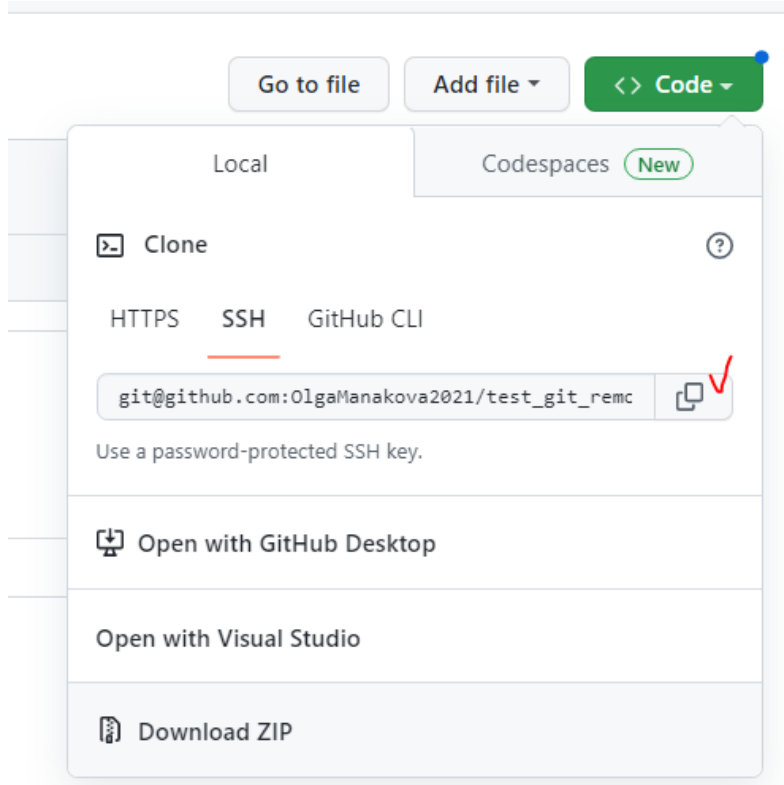 Go to file
Add file
<> Code
Local
Codespaces New
Clone
HTTPS SSH GitHub CLI
git@github.com:OlgaManakova2021/test_git_remo
Use a password-protected SSH key.
Open with GitHub Desktop
Open with Visual Studio
Download ZIP